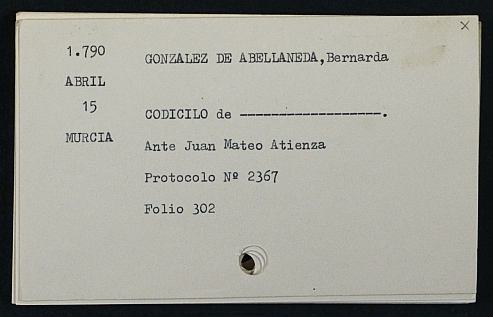 1.790 GONZALEZ DE ABELLANEDA,Bernarda
ABRIL
15 CODICILO de ------------------.
MURCIA Ante Juan Mateo Atienza
Protocolo Nº 2367
Folio 302